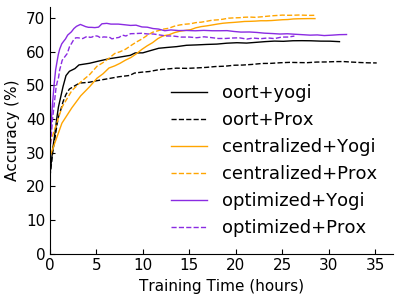 70
60
50
40
30
20
10
0
Accuracy (%)
oort+yogi
oort+Prox
centralized+Yogi
centralized+Prox
optimized+Yogi
optimized+Prox
0 5 10 15 20 25 30 35
Training Time (hours)